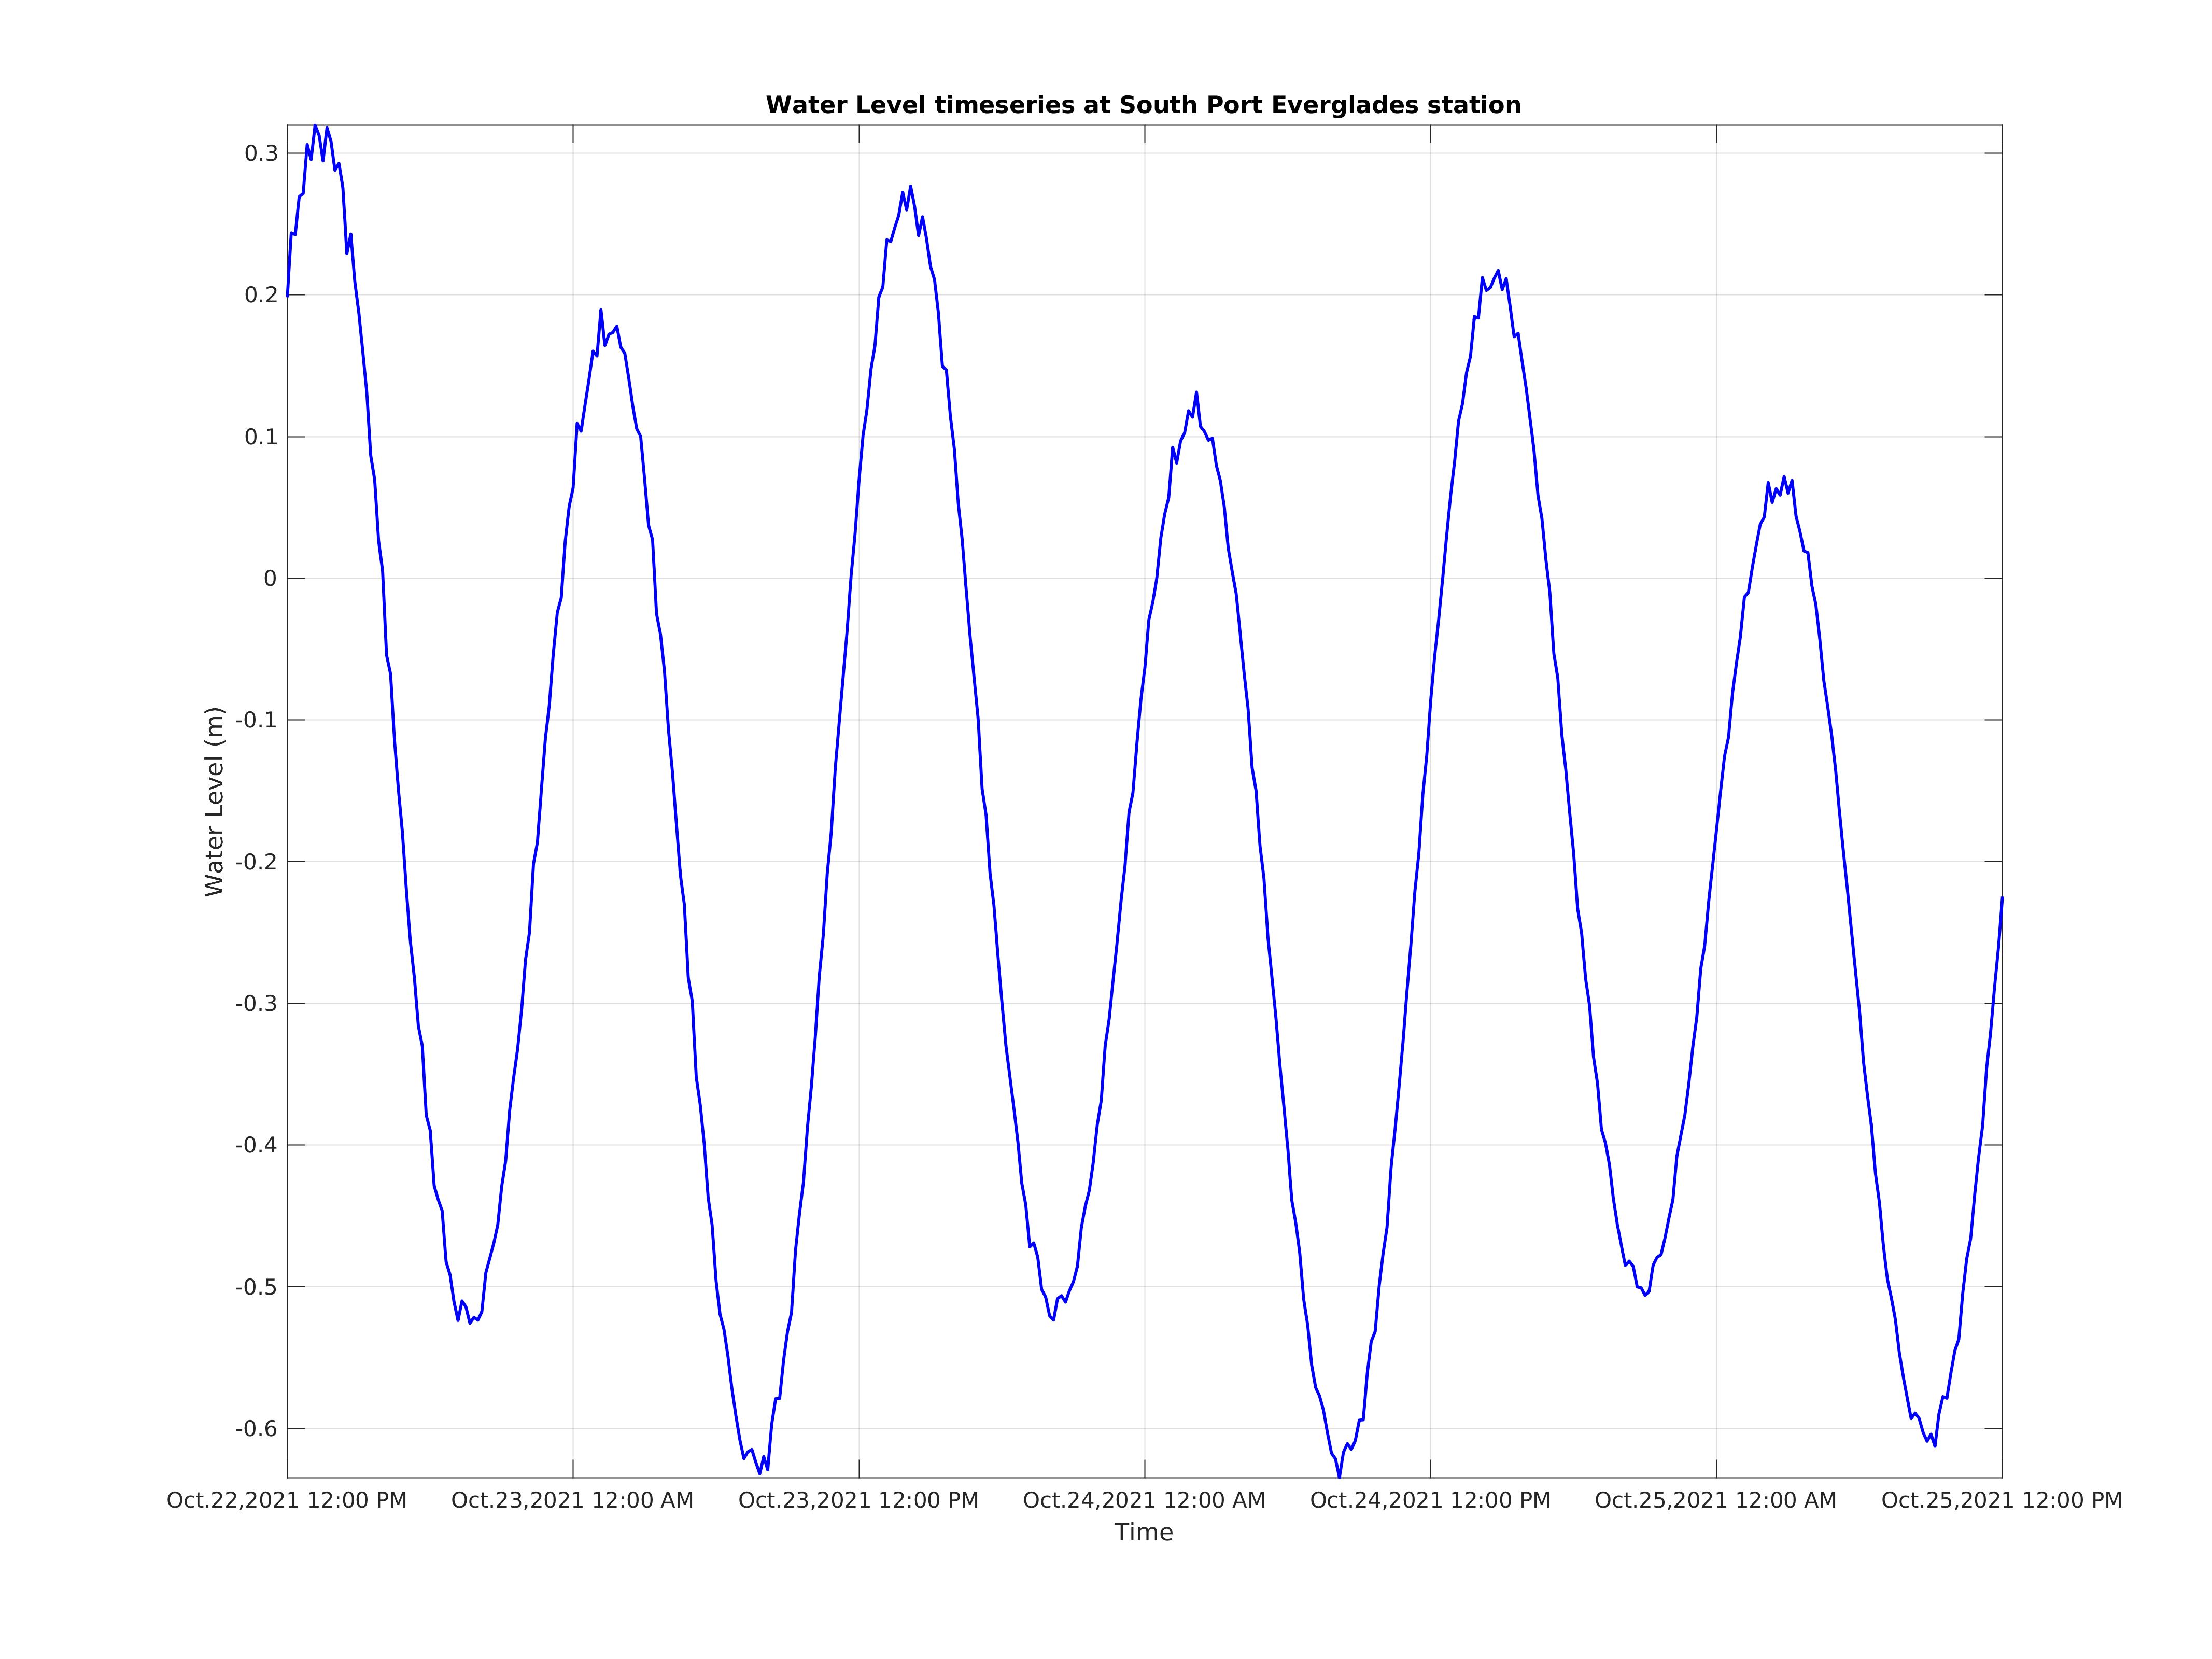 Water Level timeseries at South Port Everglades station
0.3
0.2
0.1
0
-0.1
-0.2
-0.3
-0.4
-0.5
-0.6
Water Level (m)
Oct.22,2021 12:00 PM
Oct.23,2021 12:00 AM
Oct.23,2021 12:00 PM
Oct.24,2021 12:00 AM
Oct.24,2021 12:00 PM
Oct.25,2021 12:00 AM
Oct.25,2021 12:00 PM
Time